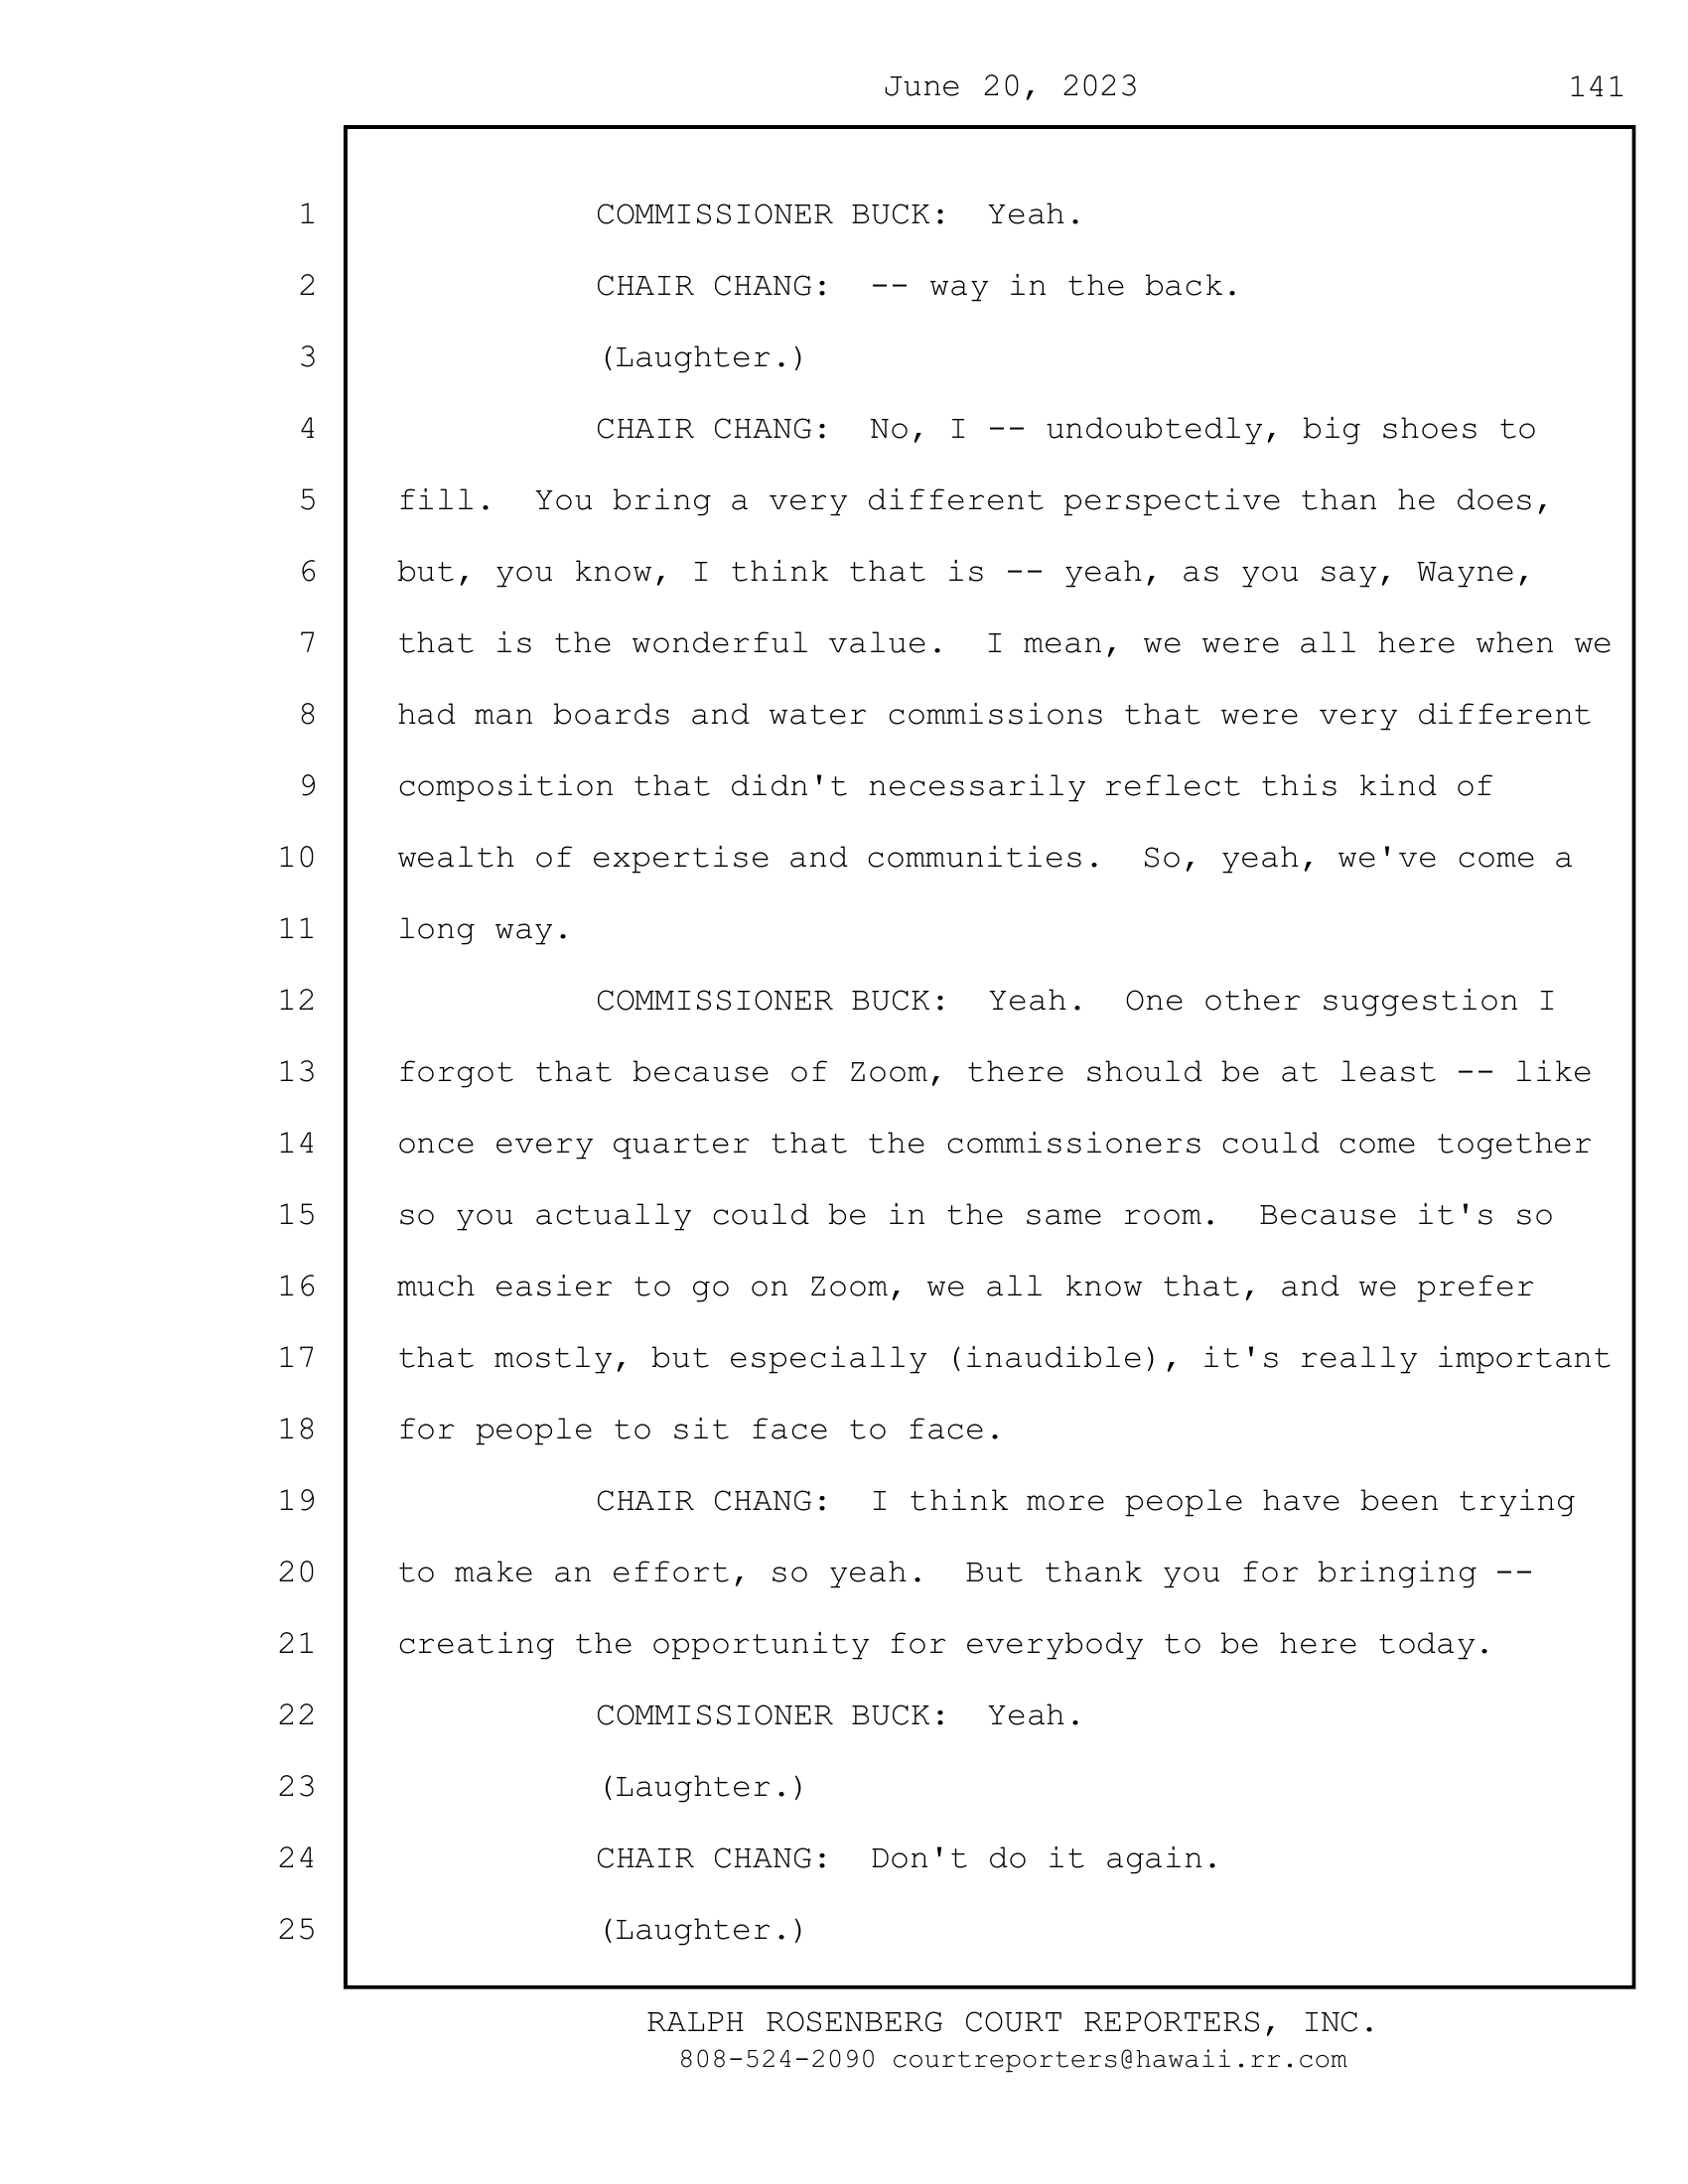 June 20, 2023 141
1 COMMISSIONER BUCK: Yeah.
2 CHAIR CHANG: -- way in the back.
3 (Laughter.)
4 CHAIR CHANG: No, I -- undoubtedly, big shoes to
5 fill. You bring a very different perspective than he does,
6 but, you know, I think that is -- yeah, as you say, Wayne,
7 that is the wonderful value. I mean, we were all here when we
8 had man boards and water commissions that were very different
9 composition that didn't necessarily reflect this kind of
10 wealth of expertise and communities. So, yeah, we've come a
11 long way.
12 COMMISSIONER BUCK: Yeah. One other suggestion I
13 forgot that because of Zoom, there should be at least -- like
14 once every quarter that the commissioners could come together
15 so you actually could be in the same room. Because it's so
16 much easier to go on Zoom, we all know that, and we prefer
17 that mostly, but especially (inaudible), it's really important
18 for people to sit face to face.
19 CHAIR CHANG: I think more people have been trying
20 to make an effort, so yeah. But thank you for bringing --
21 creating the opportunity for everybody to be here today.
22 COMMISSIONER BUCK: Yeah.
23 (Laughter.)
24 CHAIR CHANG: Don't do it again.
25 (Laughter.)
RALPH ROSENBERG COURT REPORTERS, INC.
808-524-2090 courtreporters@hawaii.rr.com